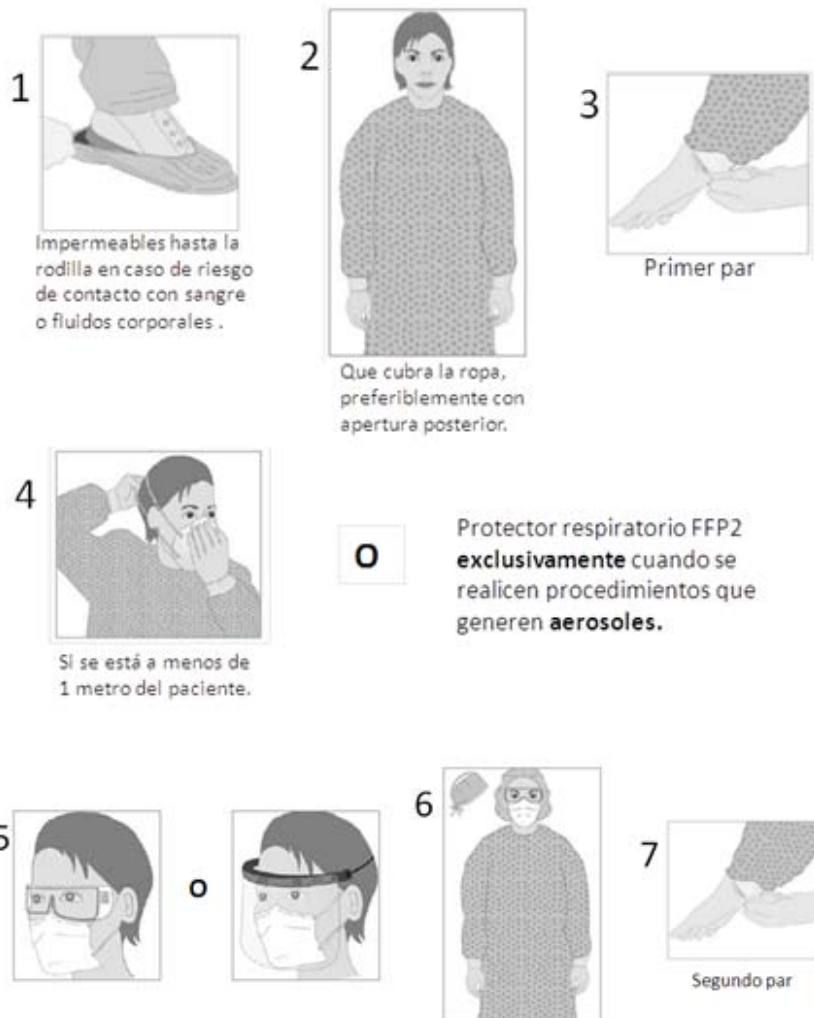 1
Impermeables hasta la
rodilla en caso de riesgo
de contacto con sangre
o fluidos corporales .
2
Que cubra la ropa,
preferiblemente con
apertura posterior.
3
Primer par
4
Si se está a menos de
1 metro del paciente.
O
Protector respiratorio FFP2
exclusivamente cuando se
realicen procedimientos que
generen aerosoles.
5
o
6
7
Segundo par